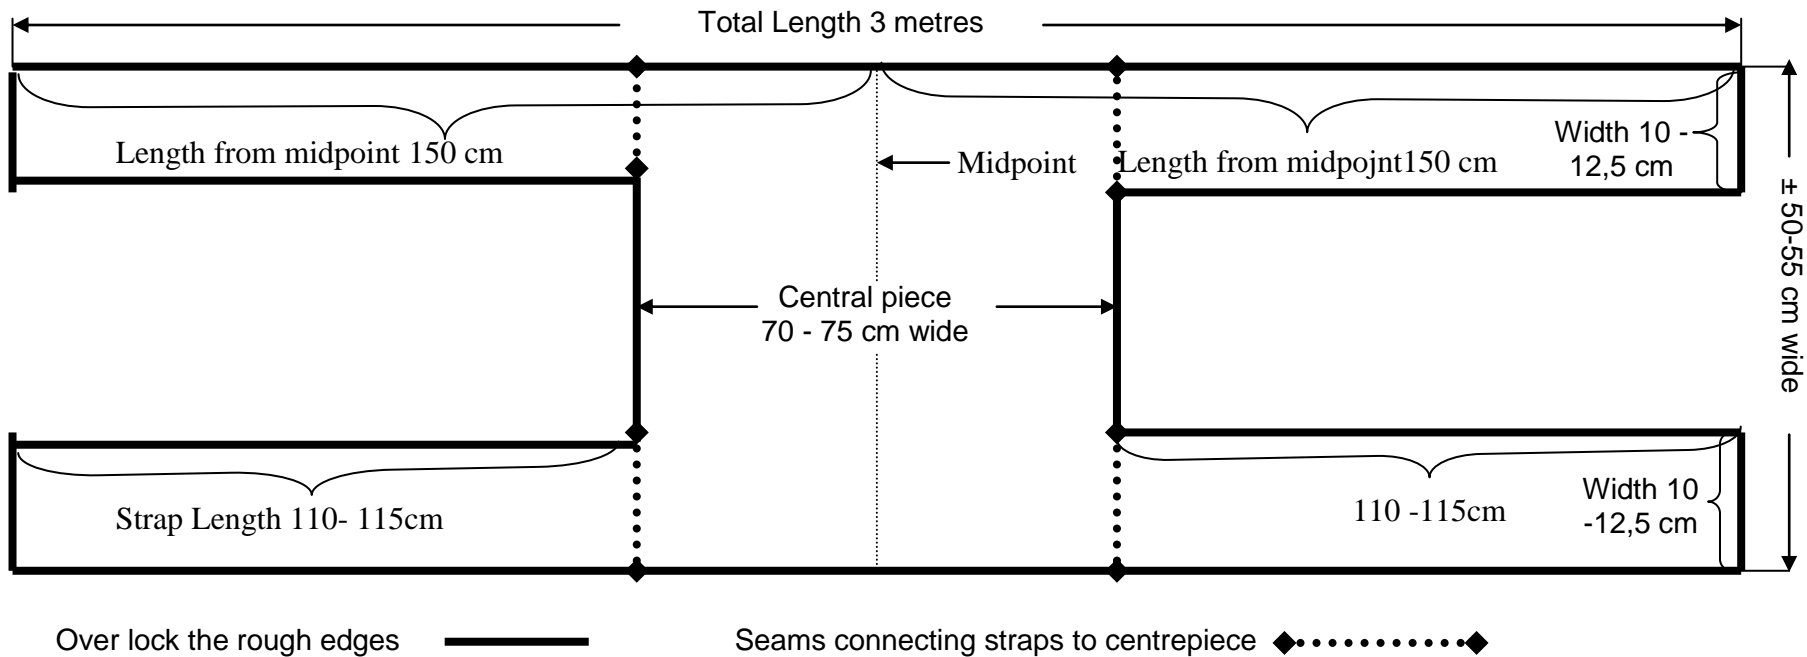 Total Length 3 metres
Length from midpoint 150 cm
Midpoint
Length from midpojnt150 cm
Width 10 -
12,5 cm
± 50-55 cm wide
Central piece
70 - 75 cm wide
Strap Length 110- 115cm
110 -115cm
Width 10
-12,5 cm
Over lock the rough edges
Seams connecting straps to centrepiece